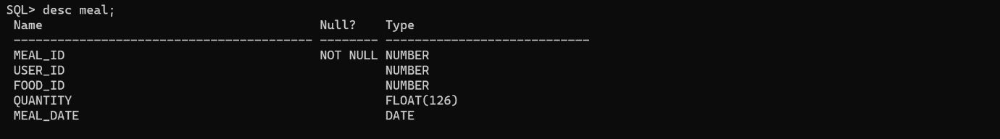 SQL> desc meal;
Name                                      Null?    Type
----------------------------------------- -------- ----------------------------
MEAL_ID                                   NOT NULL NUMBER
USER_ID                                            NUMBER
FOOD_ID                                            NUMBER
QUANTITY                                           FLOAT(126)
MEAL_DATE                                          DATE